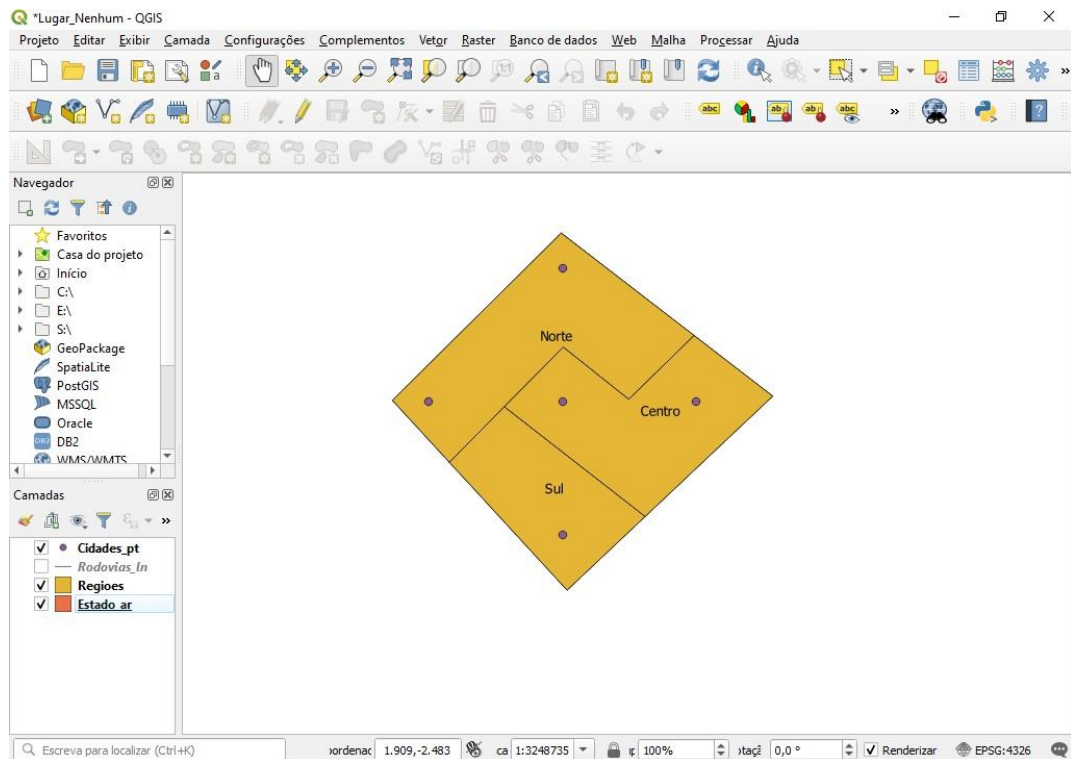 *Lugar_Nenhum - QGIS
Projeto Editar Exibir Camada Configurações Complementos Vetor Raster Banco de dados Web Malha Processar Ajuda
Navegador
Favoritos
Casa do projeto
Início
C:\
E:\
S:\
GeoPackage
SpatiaLite
PostGIS
MSSQL
Oracle
DB2
WMS/WMTS
Camadas
Cidades_pt
Rodovias_ln
Regioes
Estado_ar
Norte
Centro
Sul
Escreva para localizar (Ctrl+K) 1.909,-2.483 ca 1:3248735 100% 0,0 ° Renderizar EPSG:4326